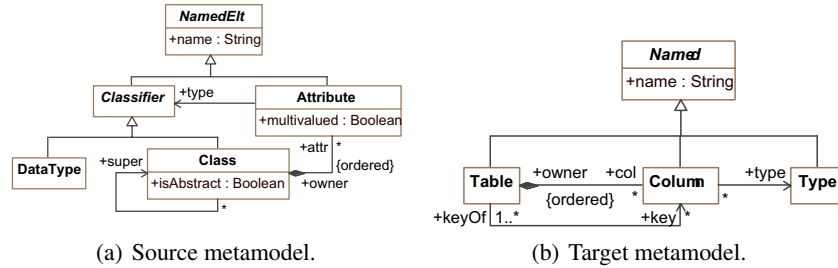 NamedElt
+name : String
Classifier
+type
Attribute
+multivalued : Boolean
DataType
+super
Class
+isAbstract : Boolean
*
+attr
*
{ordered}
+owner
(a) Source metamodel.
Named
+name : String
Table
+owner
+col
{ordered}
*
Column
+type
*
Type
+keyOf
1..*
+key
*
(b) Target metamodel.